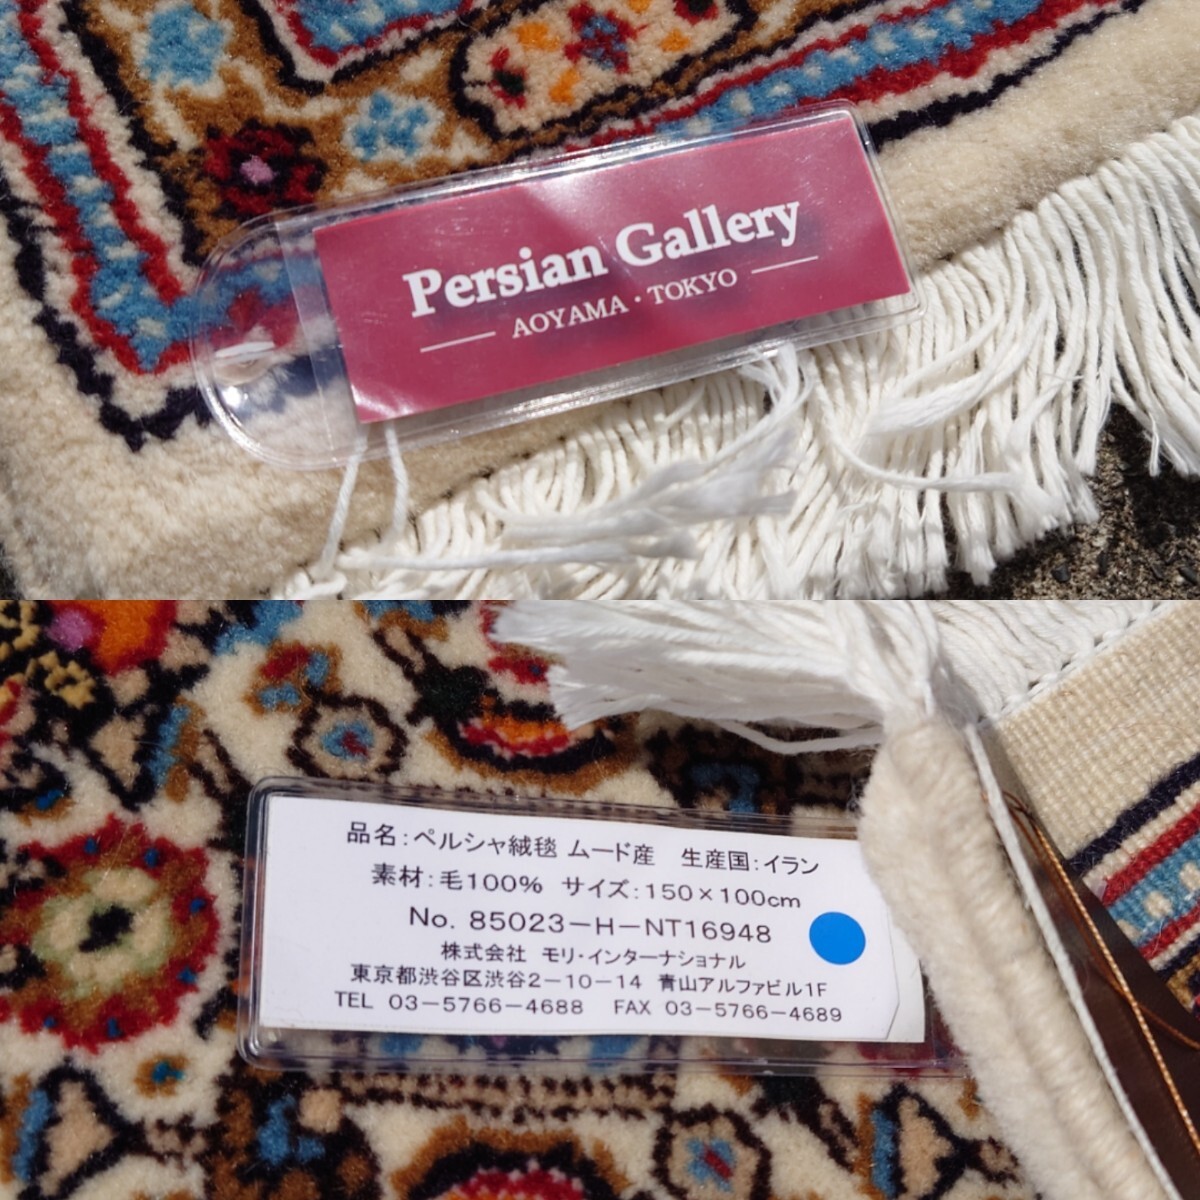 Persian Gallery
AOYAMA・TOKYO
品名：ペルシャ絨毯 ムード産　生産国：イラン
素材：毛100%　サイズ：150×100cm
No. 85023－H－NT16948
株式会社　モリ・インターナショナル
東京都渋谷区渋谷2－10－14　青山アルファビル1F
TEL　03－5766－4688　FAX　03－5766－4689